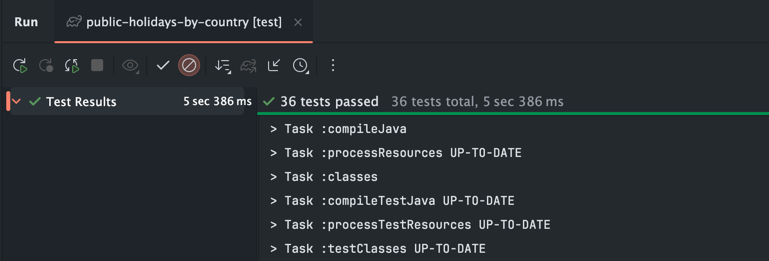 Run public-holidays-by-country [test]
Test Results 5 sec 386 ms
36 tests passed 36 tests total, 5 sec 386 ms
> Task :compileJava
> Task :processResources UP-TO-DATE
> Task :classes
> Task :compileTestJava UP-TO-DATE
> Task :processTestResources UP-TO-DATE
> Task :testClasses UP-TO-DATE